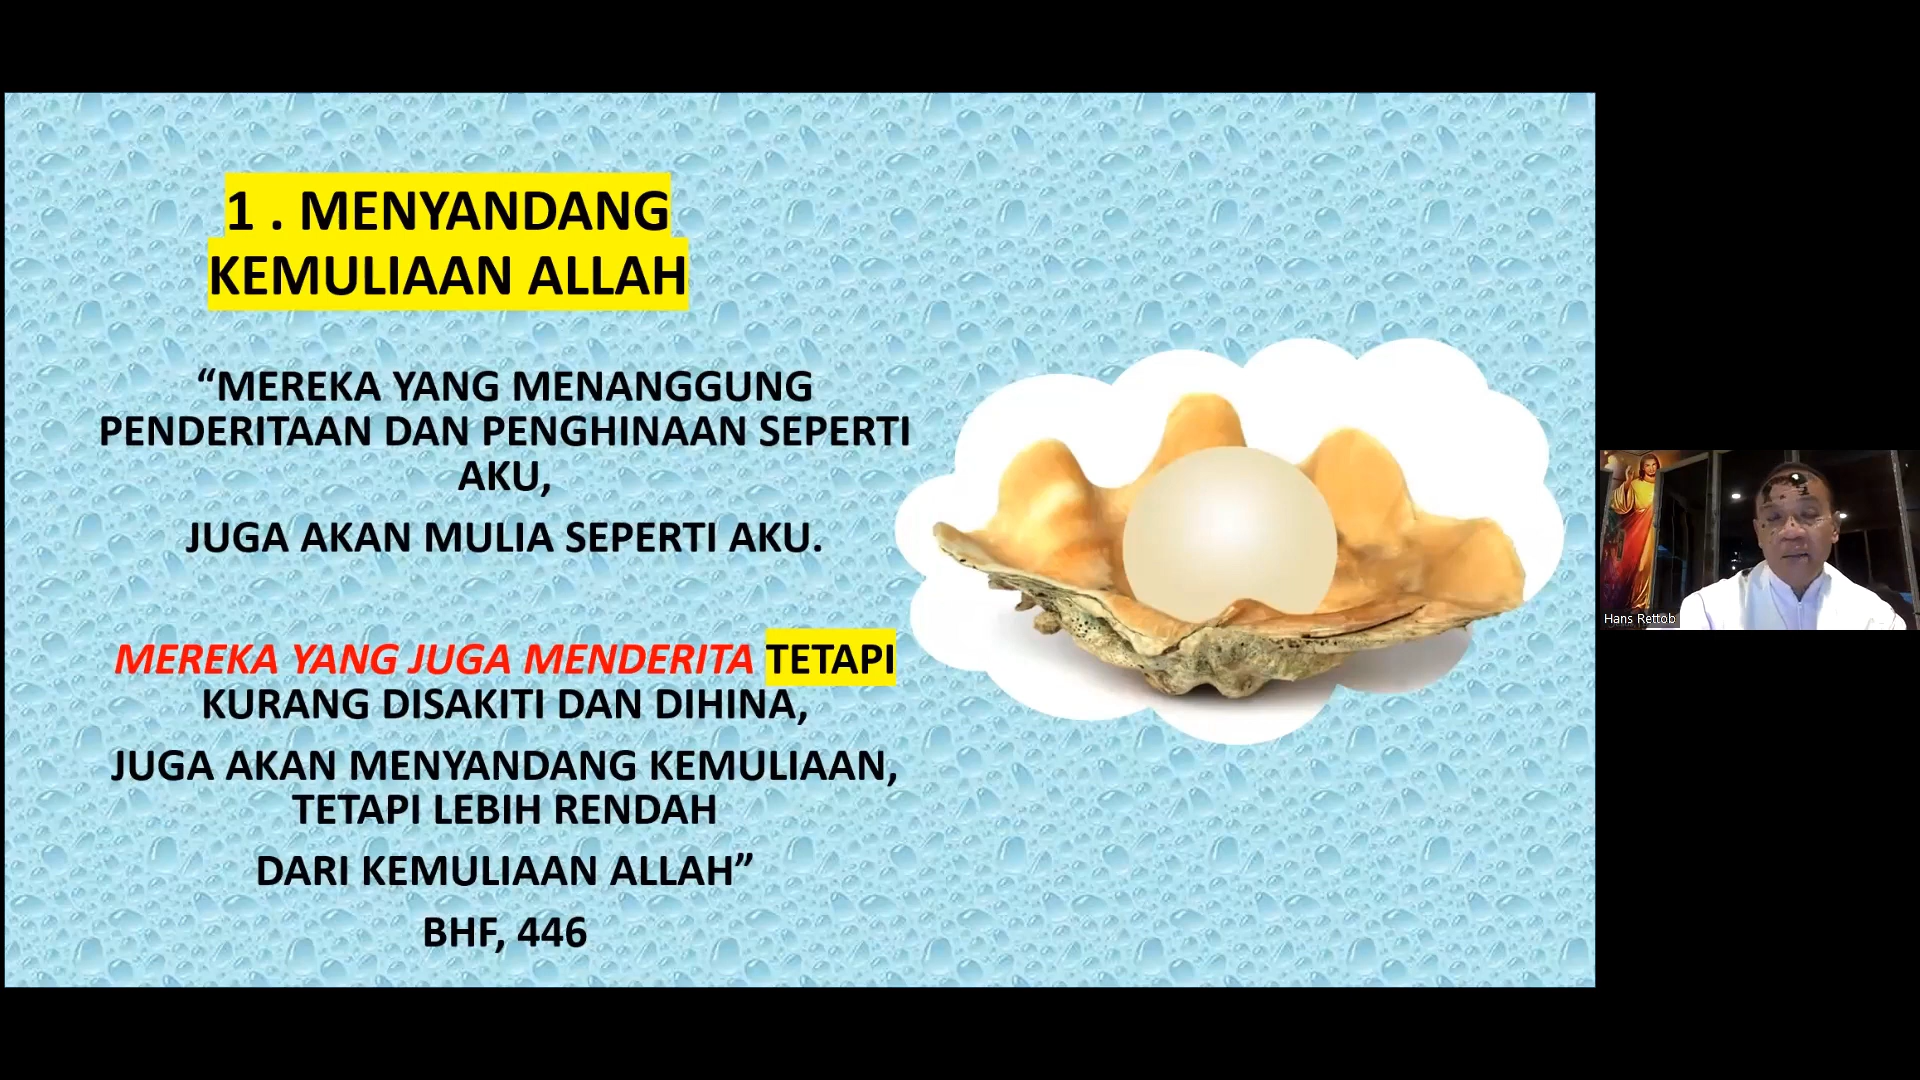 1 . MENYANDANG
KEMULIAAN ALLAH
“MEREKA YANG MENANGGUNG
PENDERITAAN DAN PENGHINAAN SEPERTI
AKU,
JUGA AKAN MULIA SEPERTI AKU.
MEREKA YANG JUGA MENDERITA TETAPI
KURANG DISAKITI DAN DIHINA,
JUGA AKAN MENYANDANG KEMULIAAN,
TETAPI LEBIH RENDAH
DARI KEMULIAAN ALLAH”
BHF, 446
Hans Rettob